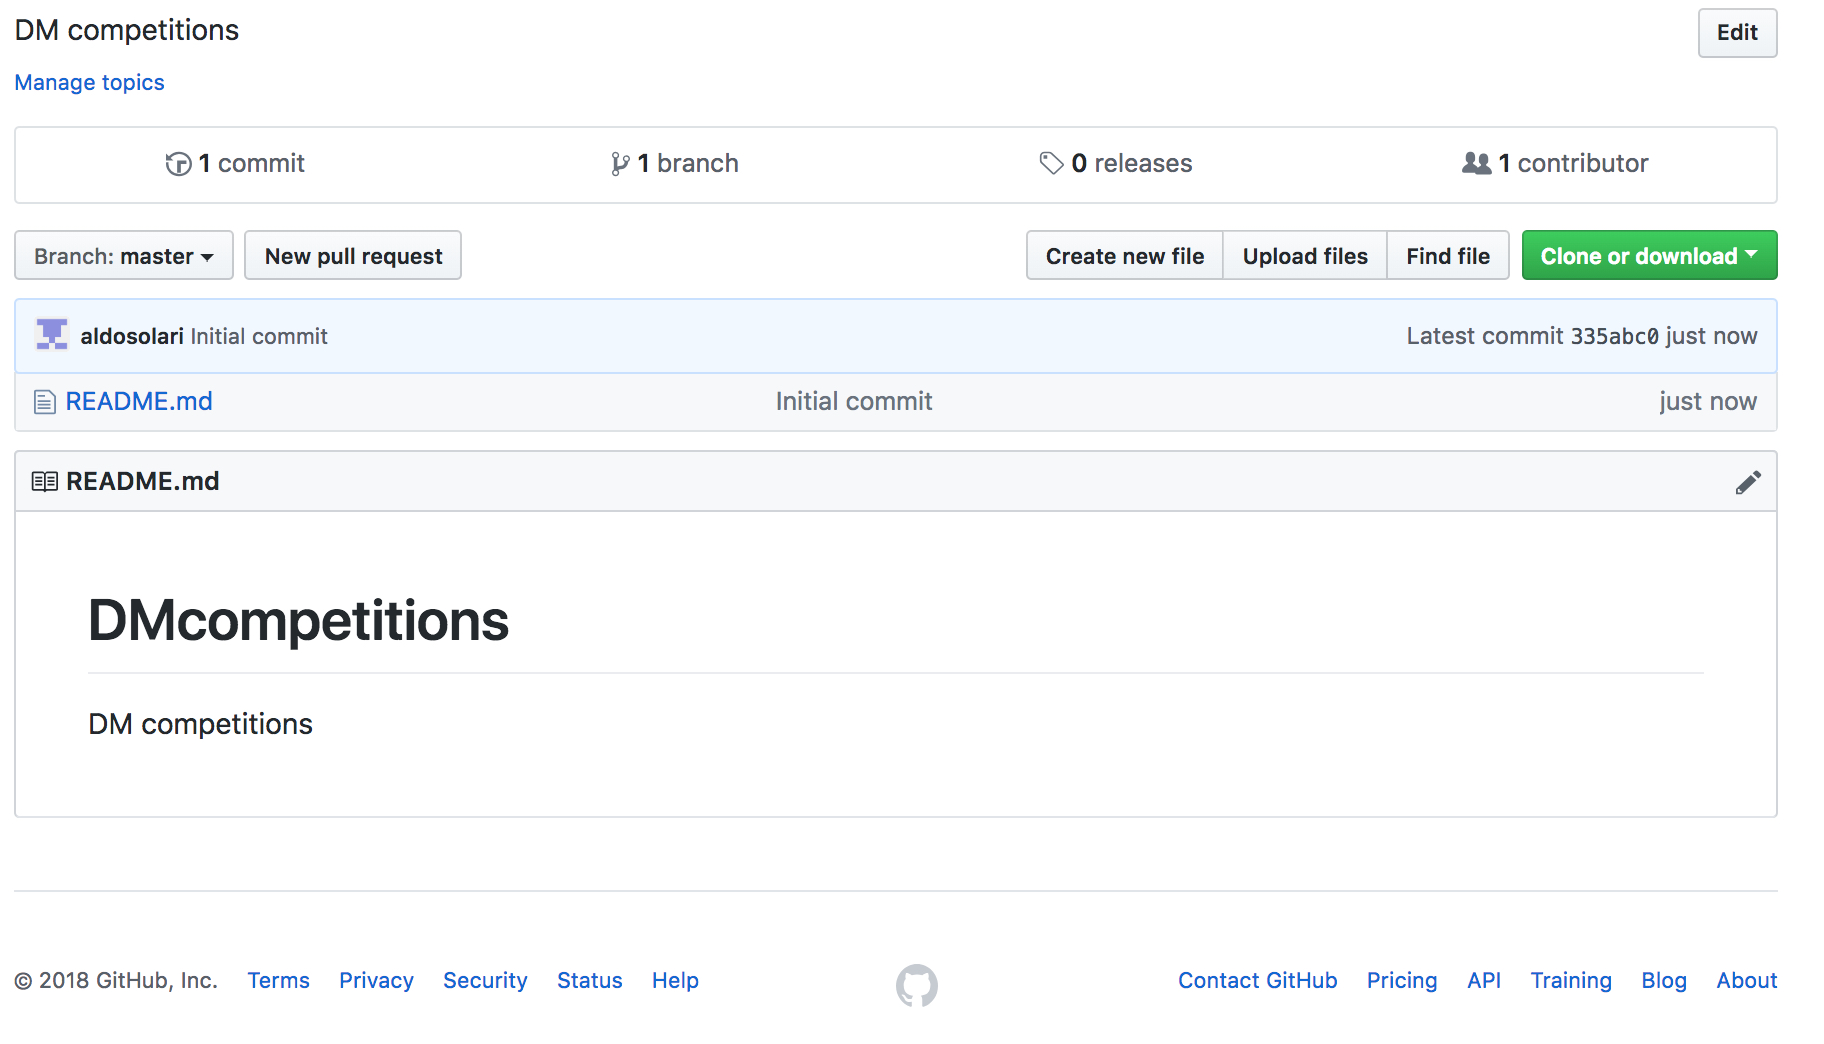 DM competitions
Edit
Manage topics
1 commit
1 branch
0 releases
1 contributor
Branch: master
New pull request
Create new file
Upload files
Find file
Clone or download
aldosolari Initial commit
Latest commit 335abc0 just now
README.md
Initial commit
just now
README.md
DMcompetitions
DM competitions
© 2018 GitHub, Inc.
Terms
Privacy
Security
Status
Help
Contact GitHub
Pricing
API
Training
Blog
About